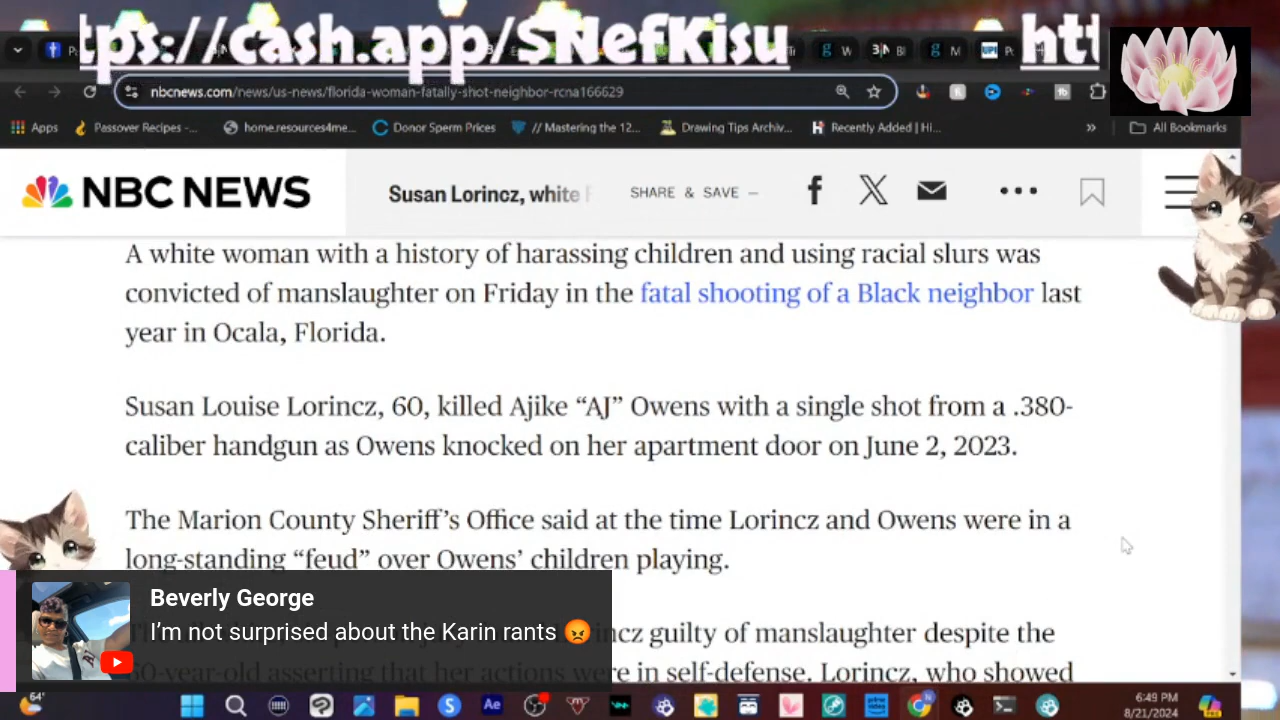 tps://cash.app/$NefKisu
htt
nbcnews.com/news/us-news/florida-woman-fatally-shot-neighbor-rcna166629
Apps
Passover Recipes -...
home.resources4me...
Donor Sperm Prices
// Mastering the 12...
Drawing Tips Archiv...
Recently Added | Hi...
»
All Bookmarks
NBC NEWS
Susan Lorincz, white
SHARE & SAVE –
A white woman with a history of harassing children and using racial slurs was
convicted of manslaughter on Friday in the fatal shooting of a Black neighbor last
year in Ocala, Florida.
Susan Louise Lorincz, 60, killed Ajike “AJ” Owens with a single shot from a .380-
caliber handgun as Owens knocked on her apartment door on June 2, 2023.
The Marion County Sheriff’s Office said at the time Lorincz and Owens were in a
long-standing “feud” over Owens’ children playing.
Beverly George
I’m not surprised about the Karin rants 😡
incz guilty of manslaughter despite the
60-year-old asserting that her actions were in self-defense. Lorincz, who showed
64°
6:49 PM
8/21/2024